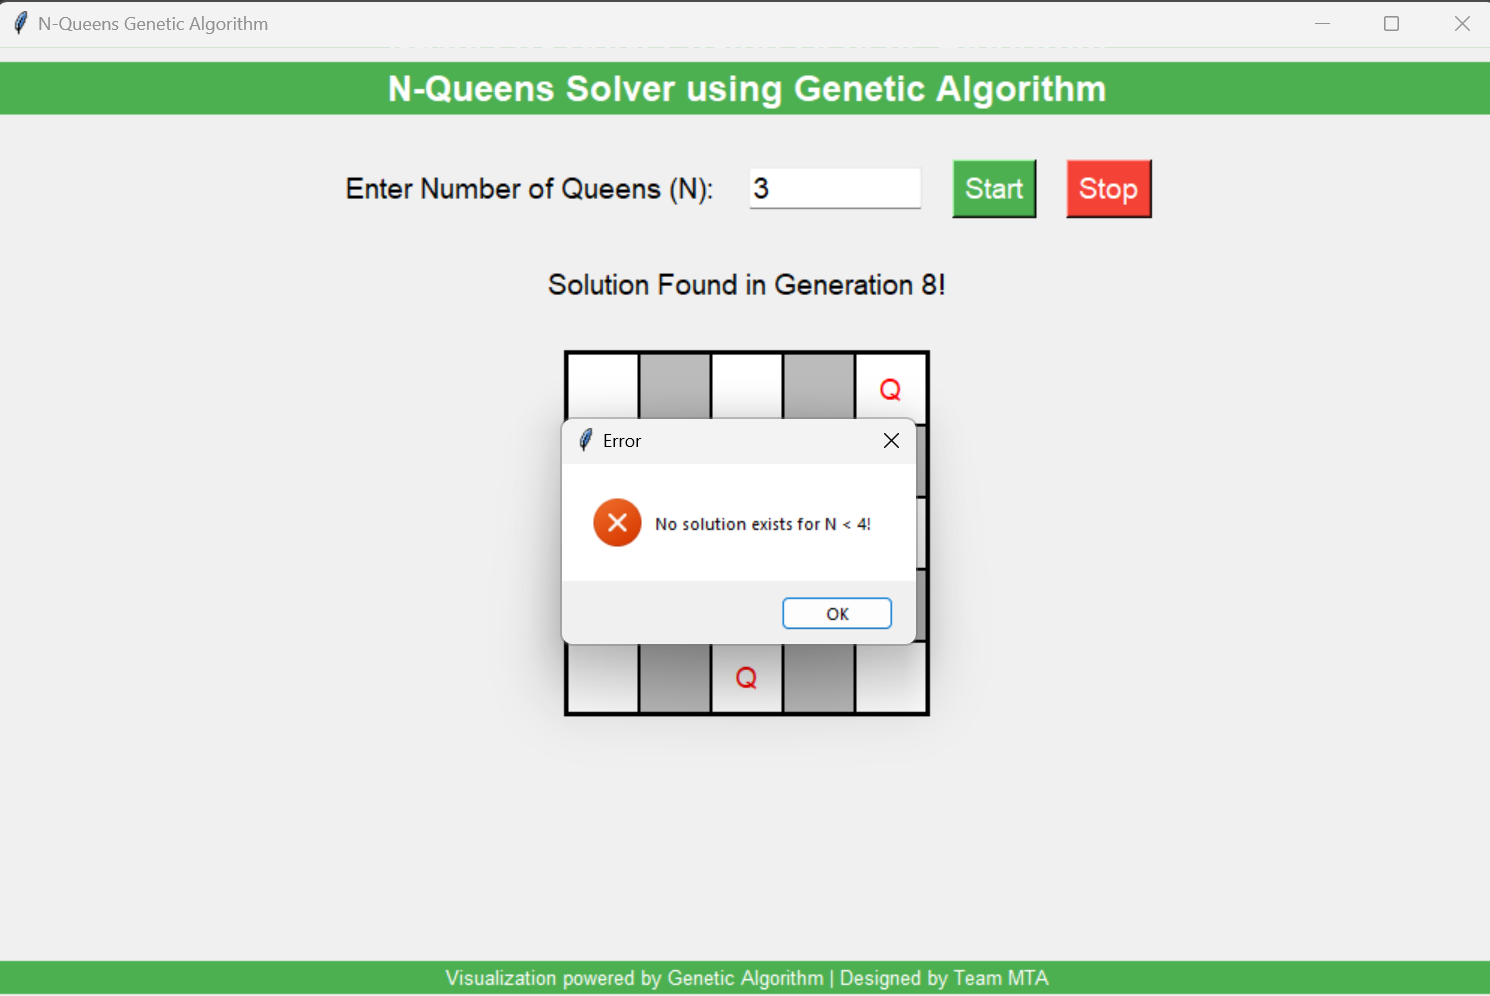 N-Queens Genetic Algorithm
N-Queens Solver using Genetic Algorithm
Enter Number of Queens (N): 3 Start Stop
Solution Found in Generation 8!
Q
Error
No solution exists for N < 4!
OK
Q
Visualization powered by Genetic Algorithm | Designed by Team MTA